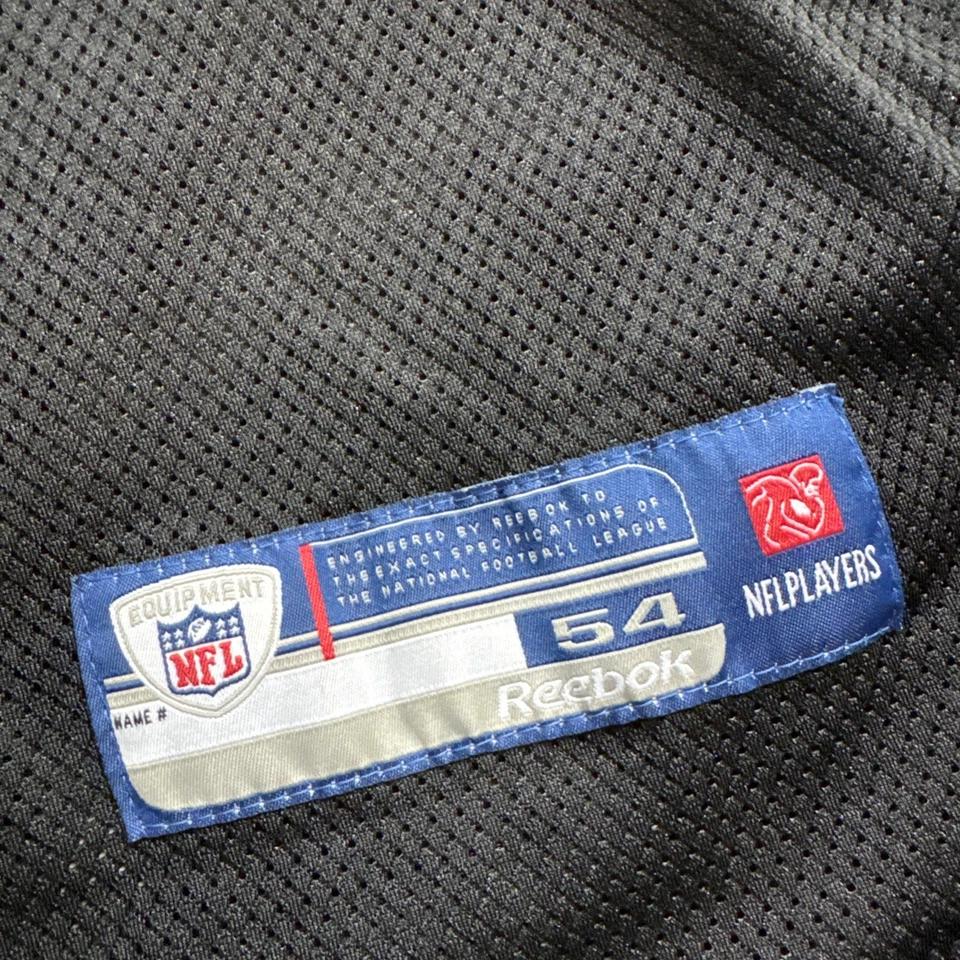 EQUIPMENT
NFL
ENGINEERED BY REEBOK TO
THE EXACT SPECIFICATIONS OF
THE NATIONAL FOOTBALL LEAGUE
54
Reebok
NAME #
NFLPLAYERS